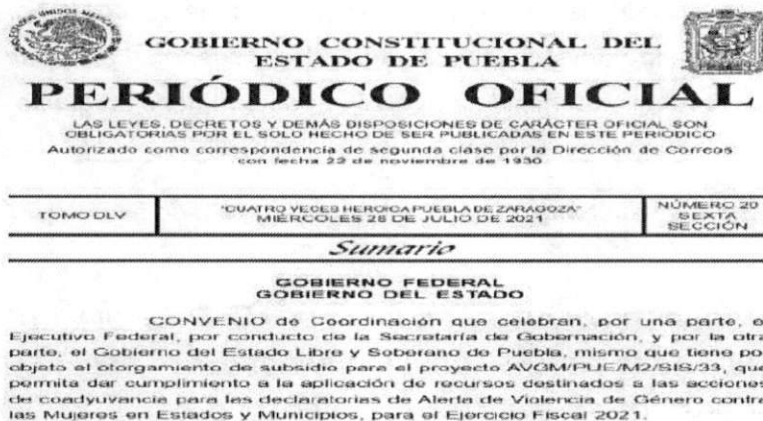 GOBIERNO CONSTITUCIONAL DEL
ESTADO DE PUEBLA
PERIÓDICO OFICIAL
LAS LEYES, DECRETOS Y DEMÁS DISPOSICIONES DE CARÁCTER OFICIAL SON
OBLIGATORIAS POR EL SOLO HECHO DE SER PUBLICADAS EN ESTE PERIÓDICO
Autorizado como correspondencia de segunda clase por la Dirección de Correos
con fecha 22 de noviembre de 1930
TOMO DLV
"CUATRO VECES HEROICA PUEBLA DE ZARAGOZA"
MIÉRCOLES 28 DE JULIO DE 2021
NÚMERO 20
SEXTA
SECCIÓN
Sumario
GOBIERNO FEDERAL
GOBIERNO DEL ESTADO
CONVENIO de Coordinación que celebran, por una parte, e
Ejecutivo Federal, por conducto de la Secretaría de Gobernación, y por la otra
parte, el Gobierno del Estado Libre y Soberano de Puebla, mismo que tiene po
objeto el otorgamiento de subsidio para el proyecto AVGM/PUE/M2/SIS/33, que
permita dar cumplimiento a la aplicación de recursos destinados a las acciones
de coadyuvancia para las declaratorias de Alerta de Violencia de Género contra
las Mujeres en Estados y Municipios, para el Ejercicio Fiscal 2021.